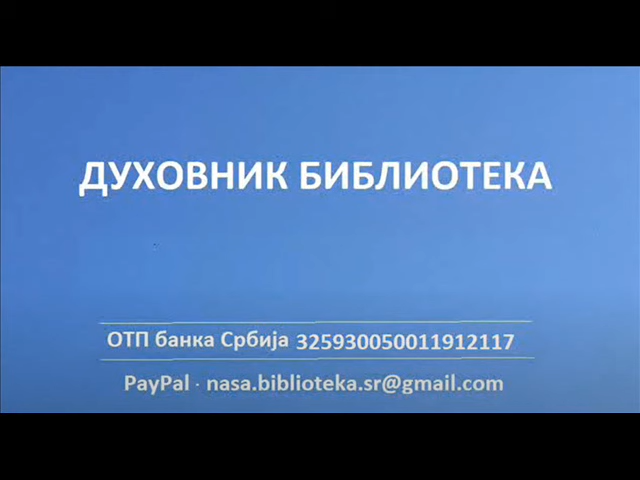 ДУХОВНИК БИБЛИОТЕКА
ОТП банка Србија 325930050011912117
PayPal · nasa.biblioteka.sr@gmail.com